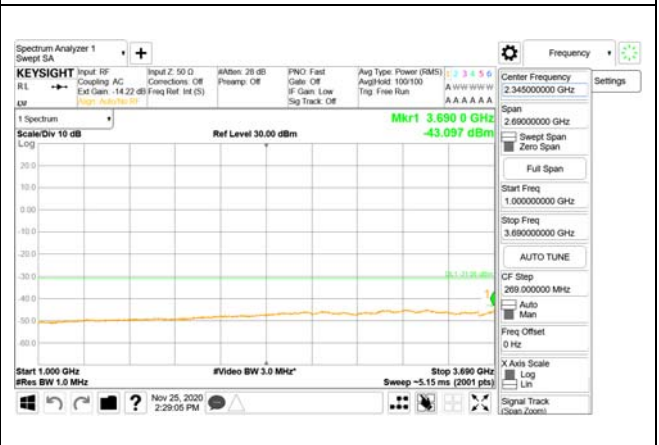 Spectrum Analyzer 1
Swept SA
+
Frequency
KEYSIGHT
RL
Input: RF
Coupling: AC
Ext Gain: -14.22 dB
Align: Auto/No RF
Input Z: 50 Ω
Corrections: Off
Freq Ref: Int (S)
#Atten: 28 dB
Preamp: Off
PNO: Fast
Gate: Off
IF Gain: Low
Sig Track: Off
Avg Type: Power (RMS)
Avg|Hold: 100/100
Trig: Free Run
1 2 3 4 5 6
A W W W W W
A A A A A A
Center Frequency
2.345000000 GHz
Settings
1 Spectrum
Mkr1 3.690 0 GHz
Scale/Div 10 dB
Ref Level 30.00 dBm
-43.097 dBm
Log
20.0
10.0
0.00
-10.0
-20.0
-30.0
-40.0
-50.0
-60.0
1
Span
2.69000000 GHz
Swept Span
Zero Span
Full Span
Start Freq
1.000000000 GHz
Stop Freq
3.690000000 GHz
AUTO TUNE
CF Step
269.000000 MHz
Auto
Man
Freq Offset
0 Hz
X Axis Scale
Log
Lin
Signal Track
(Span Zoom)
Start 1.000 GHz
#Video BW 3.0 MHz*
Stop 3.690 GHz
#Res BW 1.0 MHz
Sweep ~5.15 ms (2001 pts)
?
Nov 25, 2020
2:29:05 PM